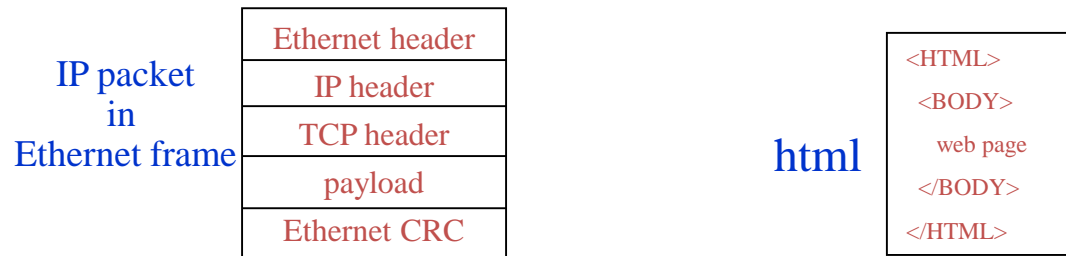 IP packet
in
Ethernet frame
Ethernet header
IP header
TCP header
payload
Ethernet CRC
html
<HTML>
<BODY>
web page
</BODY>
</HTML>